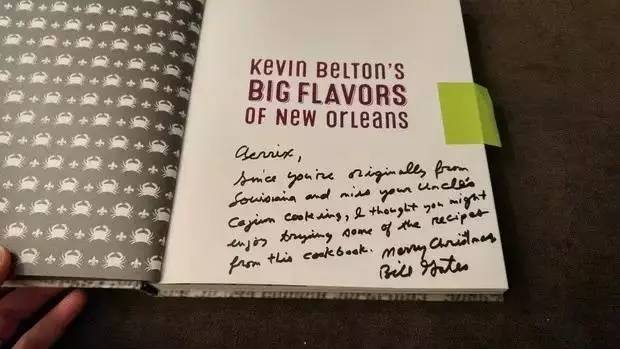 Kevin Belton's
BIG FLAVORS
OF NEW ORLEANS
Aerrix,
Since you're originally from
Louisiana and miss your Uncle's
Cajun cooking, I thought you might
enjoy trying some of the recipes
from this cookbook. Merry Christmas
Bill Gates